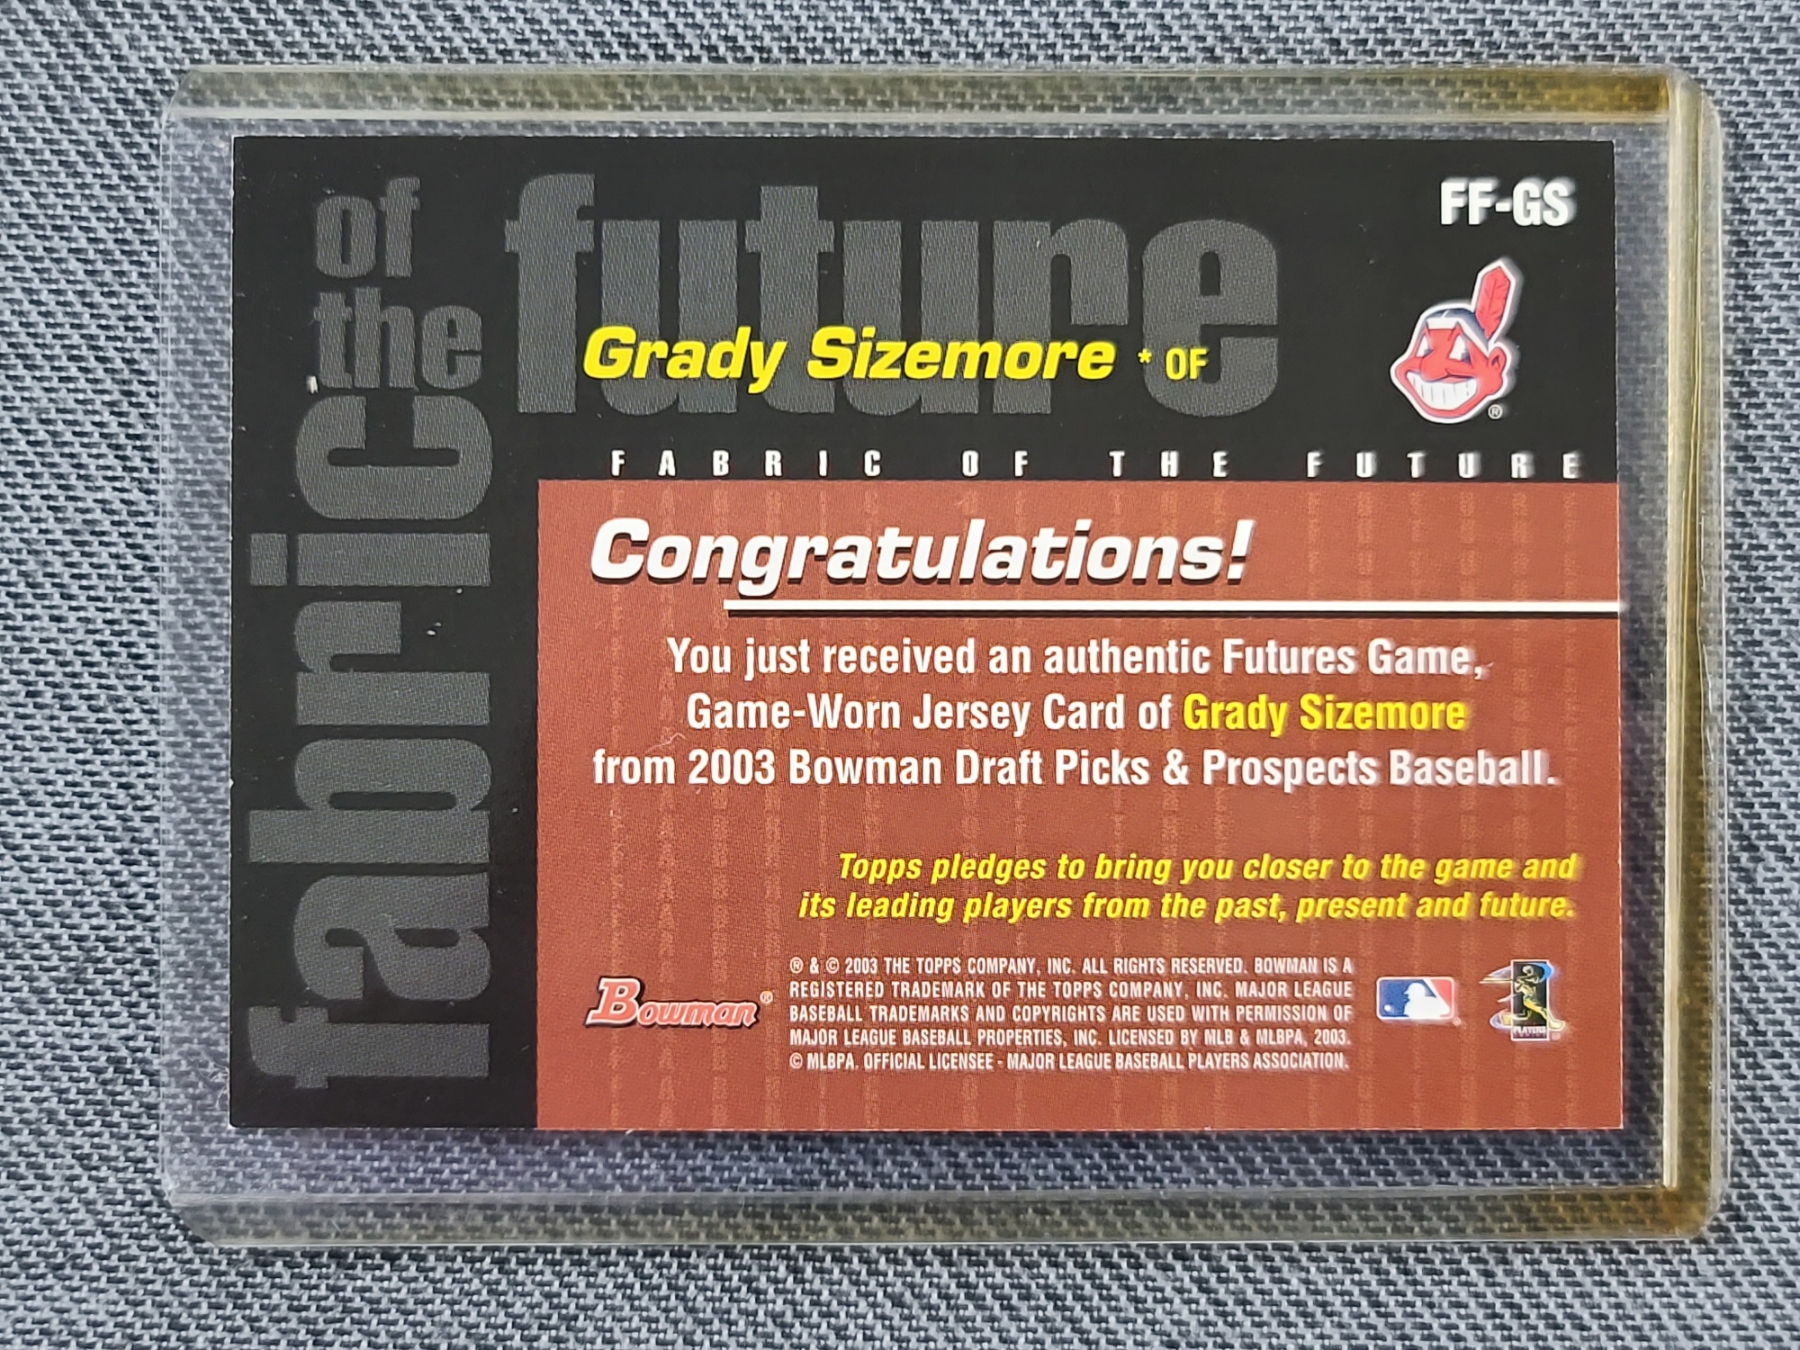 fabric
of
the
future
FF-GS
Grady Sizemore * OF
FABRIC OF THE FUTURE
Congratulations!
You just received an authentic Futures Game,
Game-Worn Jersey Card of Grady Sizemore
from 2003 Bowman Draft Picks & Prospects Baseball.
Topps pledges to bring you closer to the game and
its leading players from the past, present and future.
Bowman®
® & © 2003 THE TOPPS COMPANY, INC. ALL RIGHTS RESERVED. BOWMAN IS A
REGISTERED TRADEMARK OF THE TOPPS COMPANY, INC. MAJOR LEAGUE
BASEBALL TRADEMARKS AND COPYRIGHTS ARE USED WITH PERMISSION OF
MAJOR LEAGUE BASEBALL PROPERTIES, INC. LICENSED BY MLB & MLBPA, 2003.
© MLBPA. OFFICIAL LICENSEE - MAJOR LEAGUE BASEBALL PLAYERS ASSOCIATION.
PLAYERS